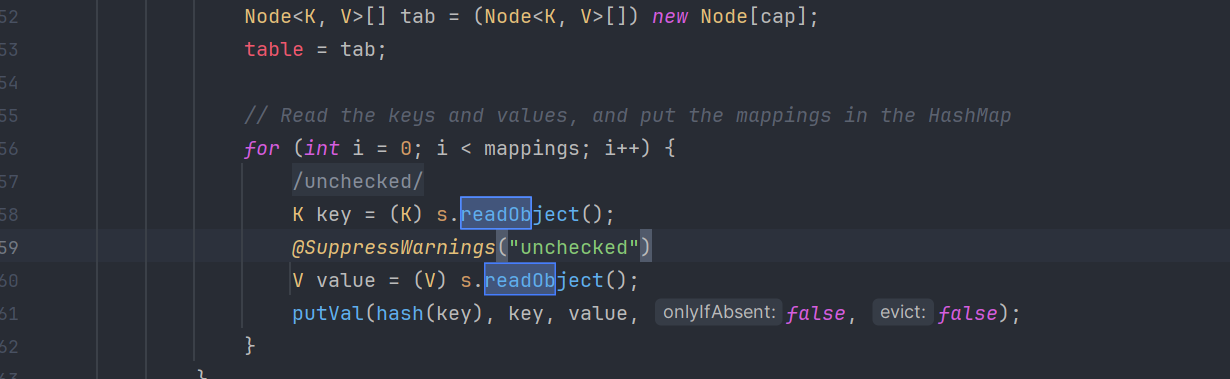 52 Node<K, V>[] tab = (Node<K, V>[]) new Node[cap];
53 table = tab;
54
55 // Read the keys and values, and put the mappings in the HashMap
56 for (int i = 0; i < mappings; i++) {
57 /unchecked/
58 K key = (K) s.readObject();
59 @SuppressWarnings("unchecked")
60 V value = (V) s.readObject();
61 putVal(hash(key), key, value, onlyIfAbsent: false, evict: false);
62 }
63 }